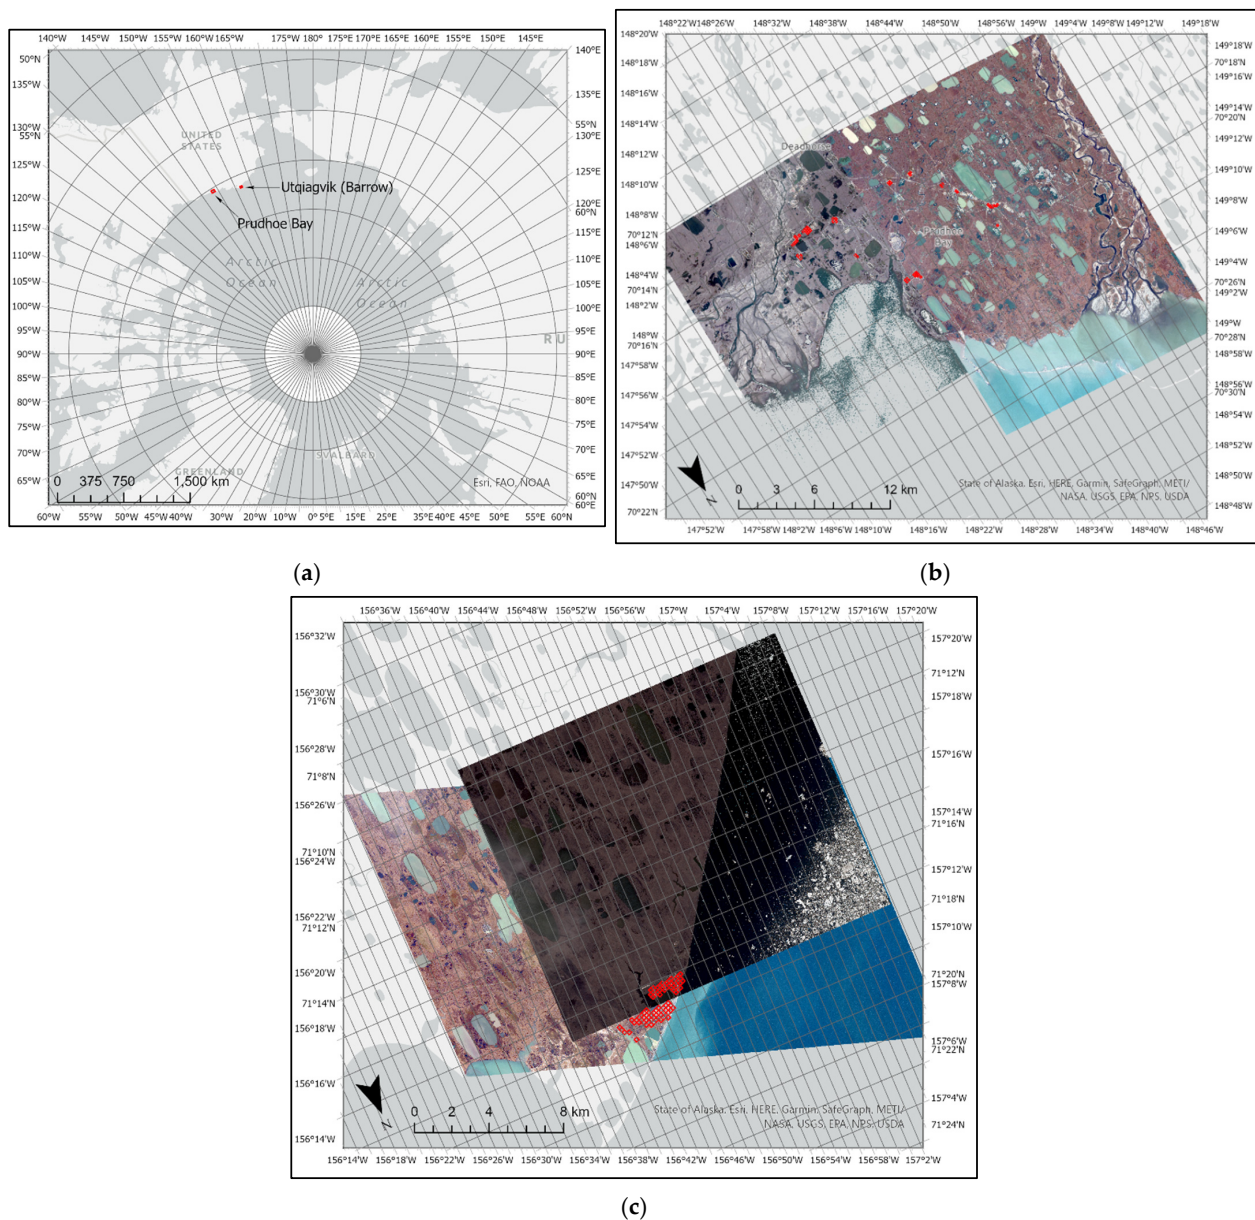 140°W 145°W 150°W 155°W 160°W 165°W 175°W 180° 175°E 165°E 160°E 155°E 150°E 145°E 140°E
50°N
135°W
130°W
55°N
125°W
120°W
115°W
110°W
105°W
100°W
95°W
90°W
85°W
80°W
75°W
70°W
65°W
140°E
50°N
135°E
55°N
130°E
125°E
120°E
60°N
115°E
110°E
105°E
100°E
95°E
90°E
85°E
80°E
75°E
70°E
65°E
60°N
60°E
UNITED
STATES
Utqiagvik (Barrow)
Prudhoe Bay
Arctic
Ocean
Arctic
Ocean
RU
SVALBARD
GREENLAND
0 375 750 1,500 km
Esri, FAO, NOAA
60°W 55°W 50°W 40°W 30°W 20°W 10°W 0° 5°E 15°E 25°E 35°E 45°E 50°E 55°E 60°N
(a)
148°22'W 148°26'W 148°32'W 148°38'W 148°44'W 148°50'W 148°56'W 149°W 149°4'W 149°8'W 149°12'W 149°18'W
148°20'W
148°18'W
148°16'W
148°14'W
148°12'W
148°10'W
148°8'W
70°12'N
148°6'W
148°4'W
70°14'N
148°2'W
148°W
70°16'N
147°58'W
147°56'W
147°54'W
147°52'W
147°50'W
70°22'N
149°18'W
70°18'N
149°16'W
149°14'W
70°20'N
149°12'W
149°10'W
149°8'W
149°6'W
149°4'W
70°26'N
149°2'W
149°W
70°28'N
148°58'W
148°56'W
70°30'N
148°54'W
148°52'W
148°50'W
148°48'W
Deadhorse
Prudhoe
Bay
N
0 3 6 12 km
State of Alaska, Esri, HERE, Garmin, SafeGraph, METI/
NASA, USGS, EPA, NPS, USDA
147°52'W 147°58'W 148°2'W 148°6'W 148°10'W 148°16'W 148°22'W 148°28'W 148°34'W 148°40'W 148°46'W
(b)
156°36'W 156°40'W 156°44'W 156°48'W 156°52'W 156°56'W 157°W 157°4'W 157°8'W 157°12'W 157°16'W 157°20'W
156°32'W
156°30'W
71°6'N
156°28'W
71°8'N
156°26'W
71°10'N
156°24'W
156°22'W
71°12'N
156°20'W
71°14'N
156°18'W
156°16'W
156°14'W
157°20'W
71°12'N
157°18'W
157°16'W
157°14'W
71°16'N
157°12'W
71°18'N
157°10'W
71°20'N
157°8'W
157°6'W
71°22'N
157°4'W
71°24'N
N
0 2 4 8 km
State of Alaska, Esri, HERE, Garmin, SafeGraph, METI/
NASA, USGS, EPA, NPS, USDA
156°14'W 156°18'W 156°22'W 156°26'W 156°30'W 156°34'W 156°38'W 156°42'W 156°46'W 156°50'W 156°54'W 156°58'W 157°2'W
(c)